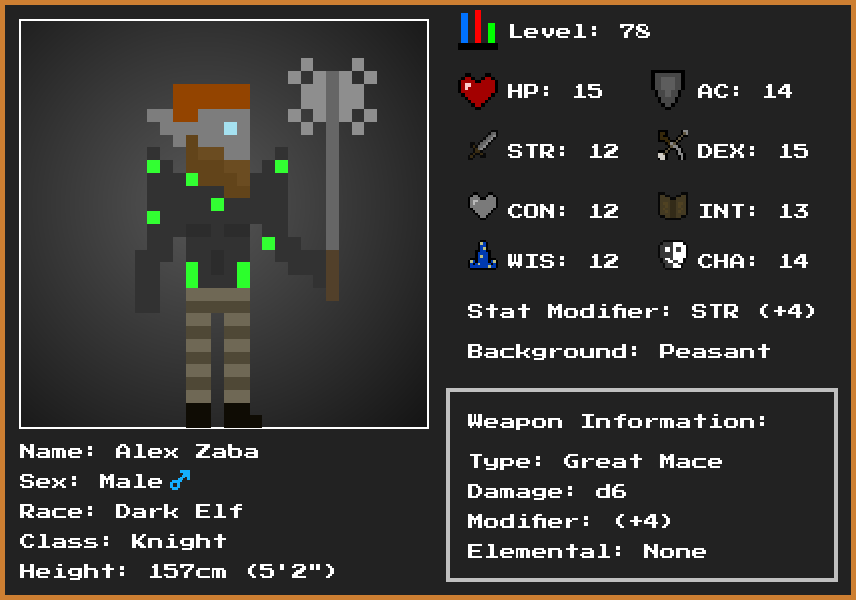 Level: 78
HP: 15
AC: 14
STR: 12
DEX: 15
CON: 12
INT: 13
WIS: 12
CHA: 14
Stat Modifier: STR (+4)
Background: Peasant
Weapon Information:
Type: Great Mace
Damage: d6
Modifier: (+4)
Elemental: None
Name: Alex Zaba
Sex: Male ♂
Race: Dark Elf
Class: Knight
Height: 157cm (5'2")